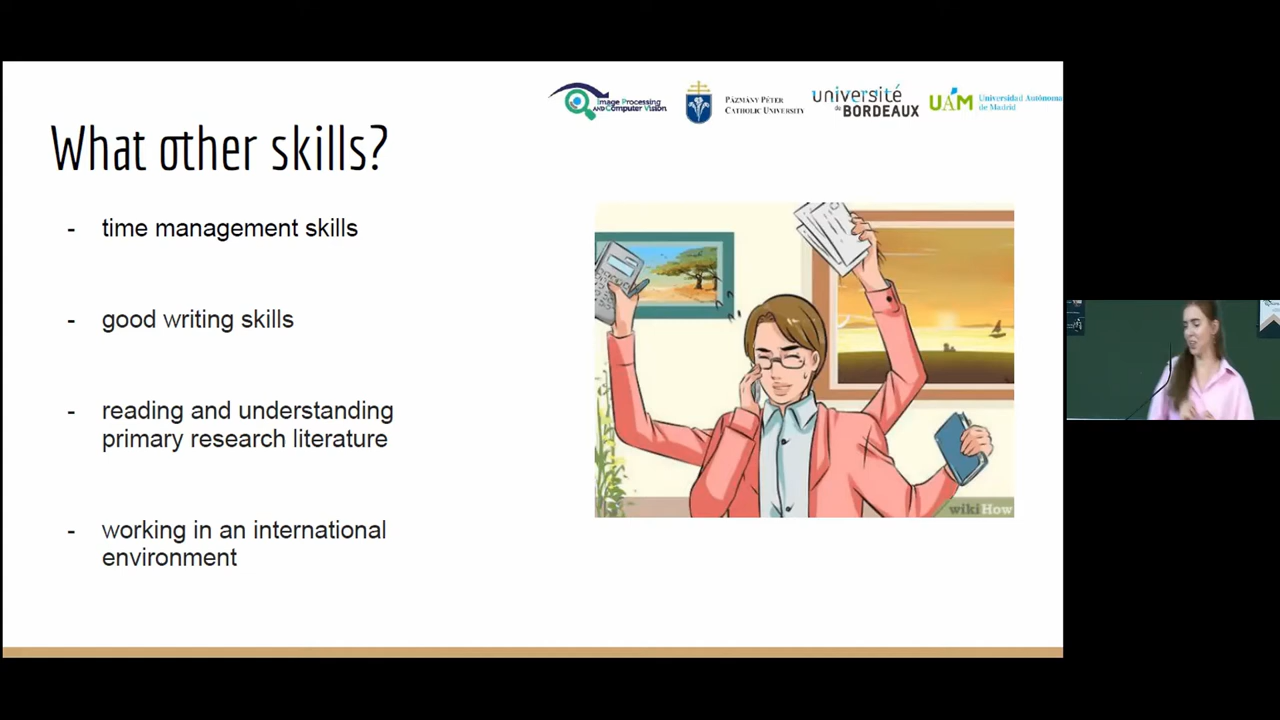 Image Processing
AND Computer Vision
PÁZMÁNY PÉTER
CATHOLIC UNIVERSITY
université
de BORDEAUX
UAM
Universidad Autónoma
de Madrid
What other skills?
- time management skills
- good writing skills
- reading and understanding
primary research literature
- working in an international
environment
wikiHow